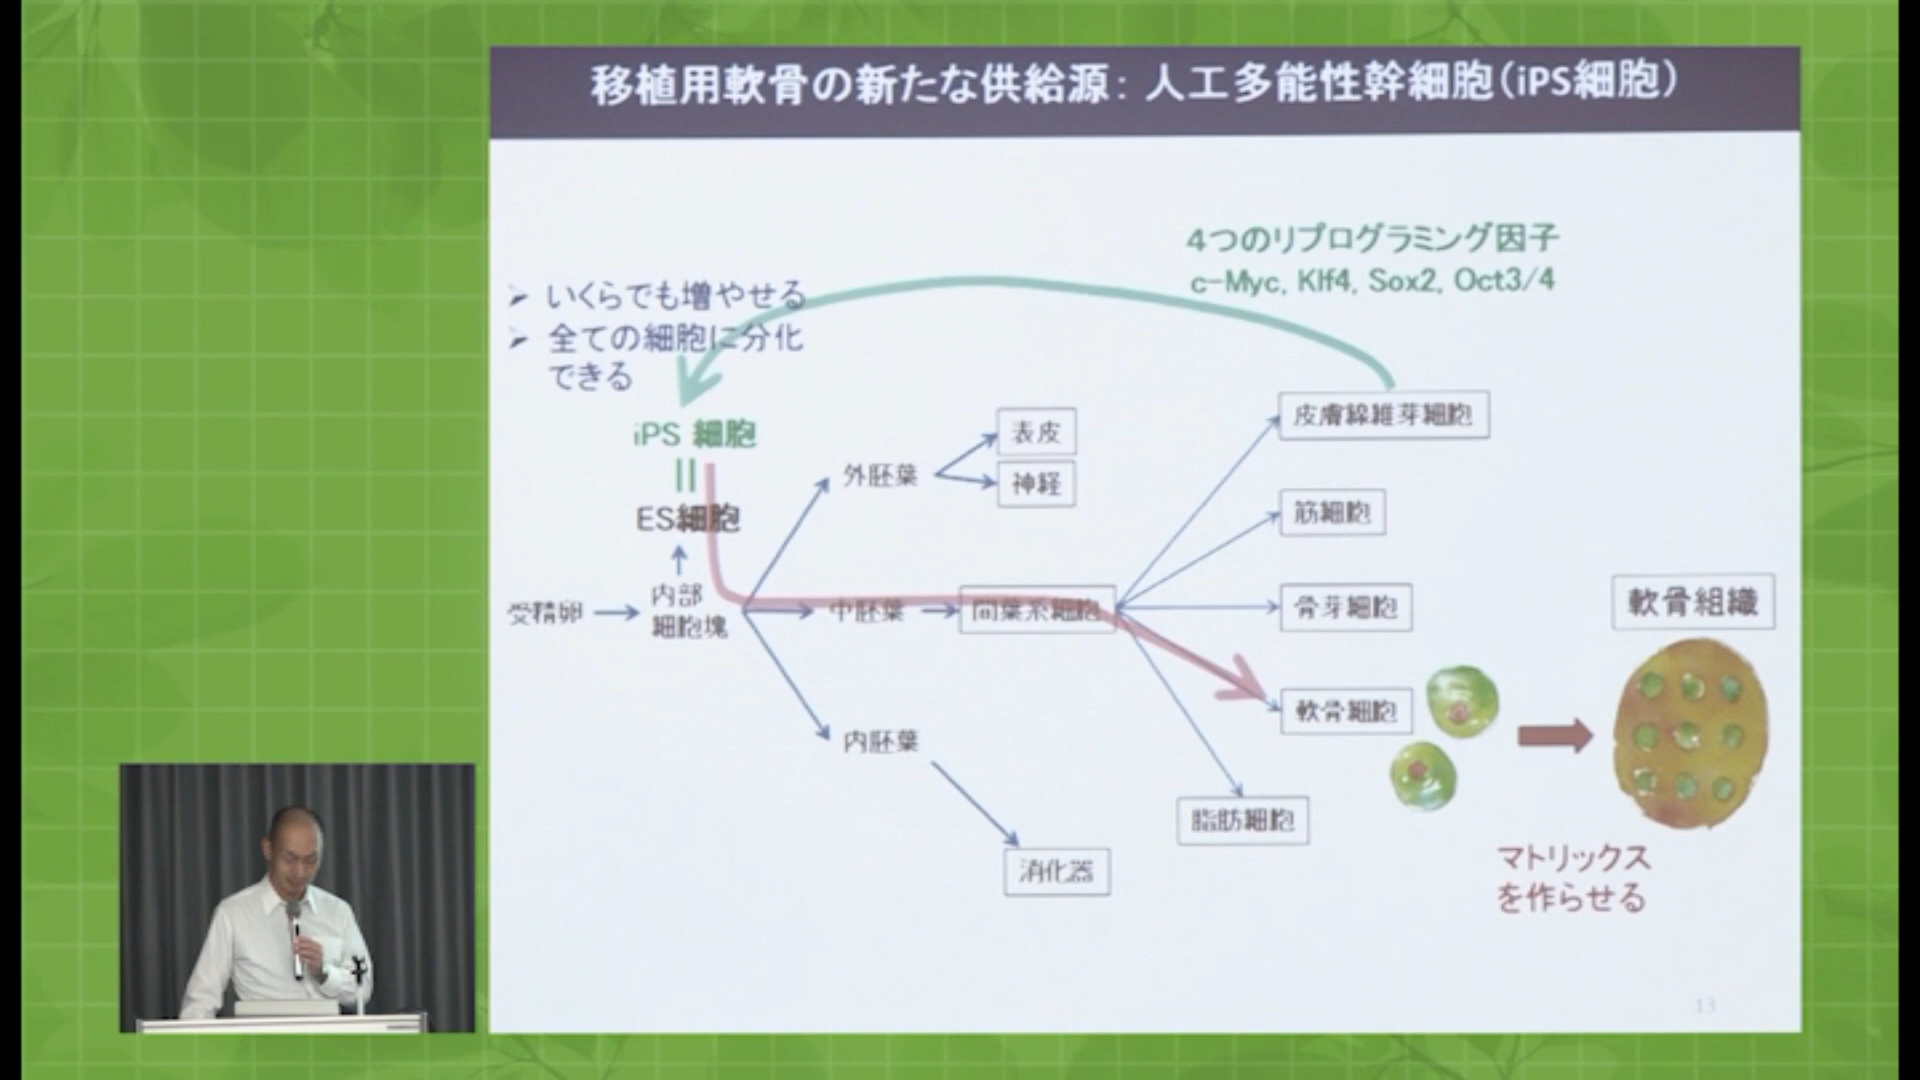 移植用軟骨の新たな供給源: 人工多能性幹細胞(iPS細胞)
4つのリプログラミング因子
c-Myc, Klf4, Sox2, Oct3/4
➢ いくらでも増やせる
➢ 全ての細胞に分化
できる
iPS 細胞
ES細胞
受精卵
内部
細胞塊
外胚葉
表皮
神経
中胚葉
間葉系細胞
内胚葉
消化器
皮膚線維芽細胞
筋細胞
骨芽細胞
軟骨細胞
脂肪細胞
軟骨組織
マトリックス
を作らせる
13